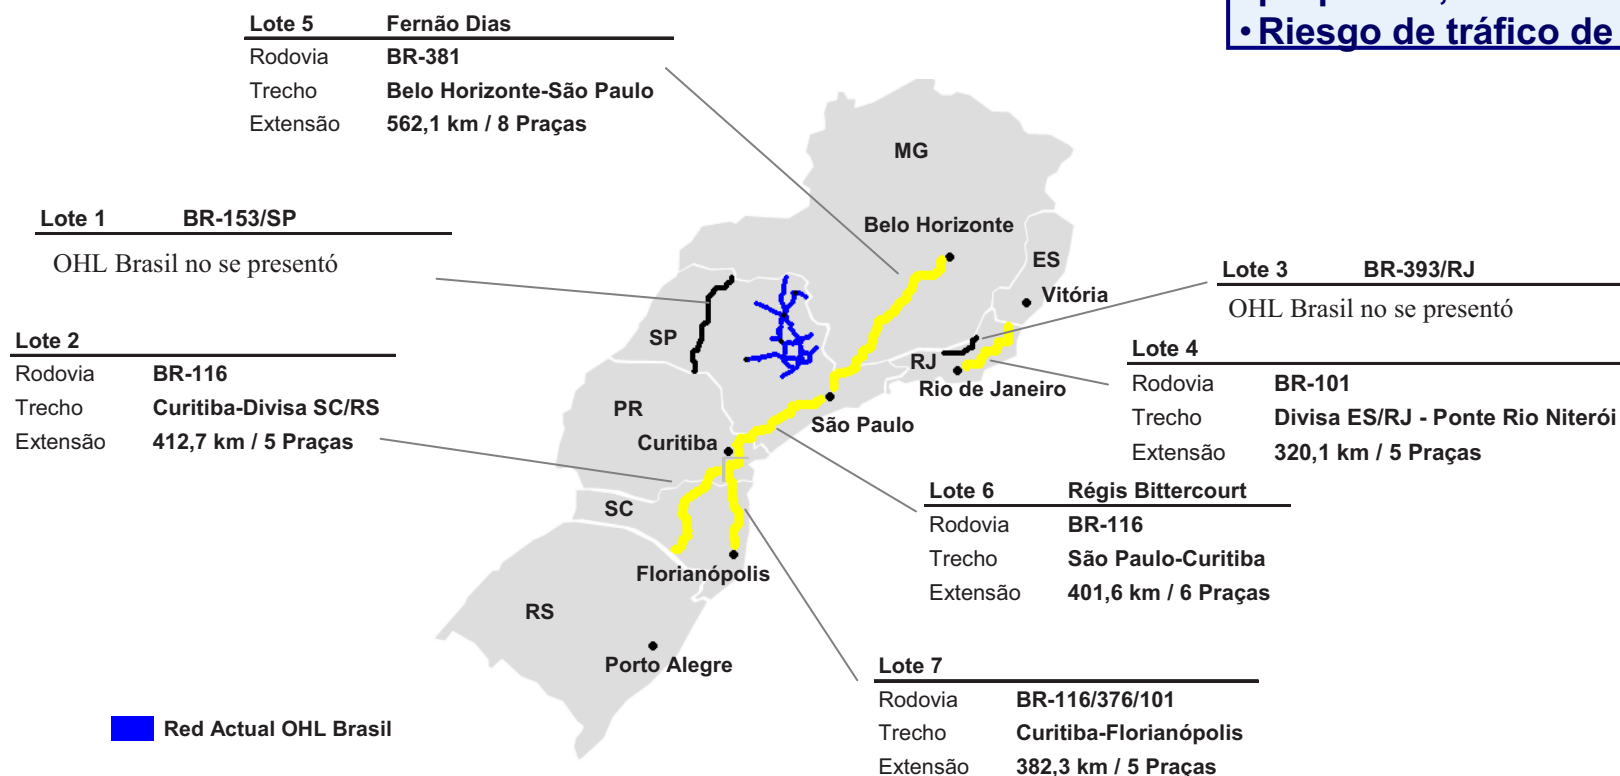 • Riesgo de tráfico de
Lote 5 Fernão Dias
Rodovia BR-381
Trecho Belo Horizonte-São Paulo
Extensão 562,1 km / 8 Praças
Lote 1 BR-153/SP
OHL Brasil no se presentó
Lote 2
Rodovia BR-116
Trecho Curitiba-Divisa SC/RS
Extensão 412,7 km / 5 Praças
MG
Belo Horizonte
ES
Vitória
SP
RJ
Rio de Janeiro
São Paulo
PR
Curitiba
SC
Florianópolis
RS
Porto Alegre
Lote 3 BR-393/RJ
OHL Brasil no se presentó
Lote 4
Rodovia BR-101
Trecho Divisa ES/RJ - Ponte Rio Niterói
Extensão 320,1 km / 5 Praças
Lote 6 Régis Bittercourt
Rodovia BR-116
Trecho São Paulo-Curitiba
Extensão 401,6 km / 6 Praças
Lote 7
Rodovia BR-116/376/101
Trecho Curitiba-Florianópolis
Extensão 382,3 km / 5 Praças
Red Actual OHL Brasil